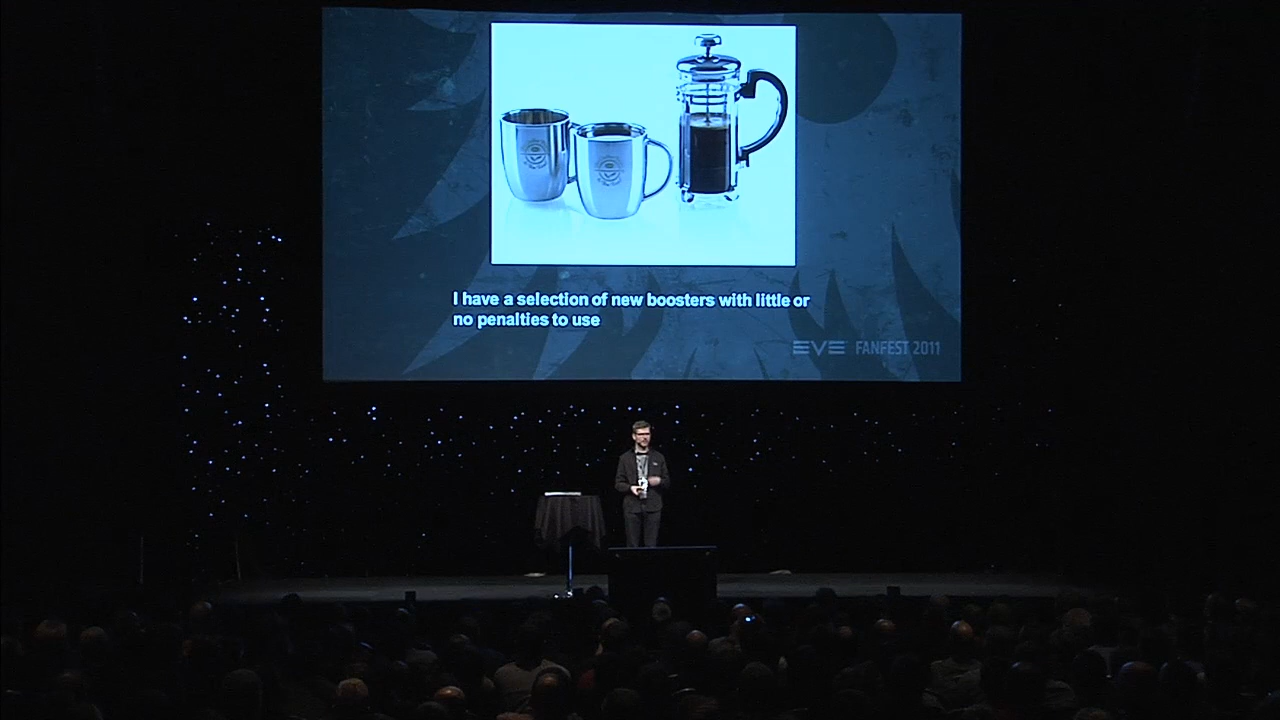 I have a selection of new boosters with little or
no penalties to use
EVE FANFEST 2011